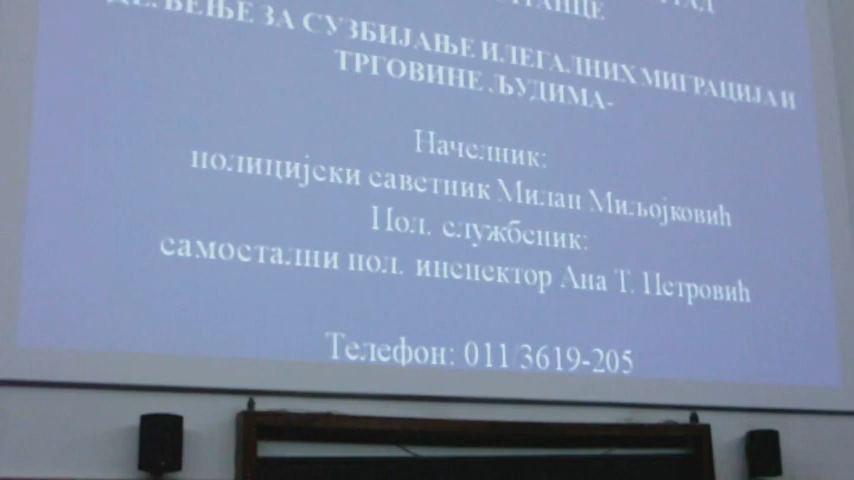 ЗА СУЗБИЈАЊЕ ИЛЕГАЛНИХ МИГРАЦИЈА И
ТРГОВИНЕ ЉУДИМА-
Начелник:
полицијски саветник Милан Миљојковић
Пол. службеник:
самостални пол. инспектор Ана Т. Петровић
Телефон: 011/3619-205